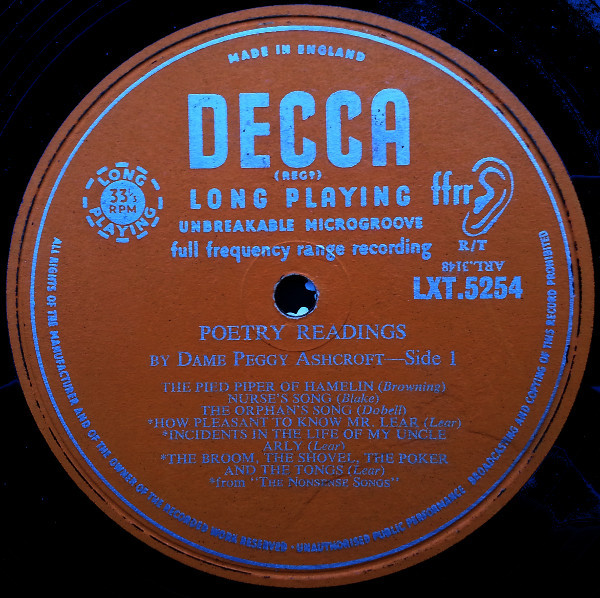 MADE IN ENGLAND
DECCA
(REGD)
LONG PLAYING
UNBREAKABLE MICROGROOVE
full frequency range recording
LONG
33⅓
RPM
PLAYING
ffrr
R/T
ARL.3148
LXT.5254
POETRY READINGS
BY DAME PEGGY ASHCROFT—Side 1
THE PIED PIPER OF HAMELIN (Browning)
NURSE'S SONG (Blake)
THE ORPHAN'S SONG (Dobell)
*HOW PLEASANT TO KNOW MR. LEAR (Lear)
*INCIDENTS IN THE LIFE OF MY UNCLE
ARLY (Lear)
*THE BROOM, THE SHOVEL, THE POKER
AND THE TONGS (Lear)
*from "THE NONSENSE SONGS"
ALL RIGHTS OF THE MANUFACTURER AND OF THE OWNER OF THE RECORDED WORK RESERVED · UNAUTHORISED PUBLIC PERFORMANCE BROADCASTING AND COPYING OF THIS RECORD PROHIBITED